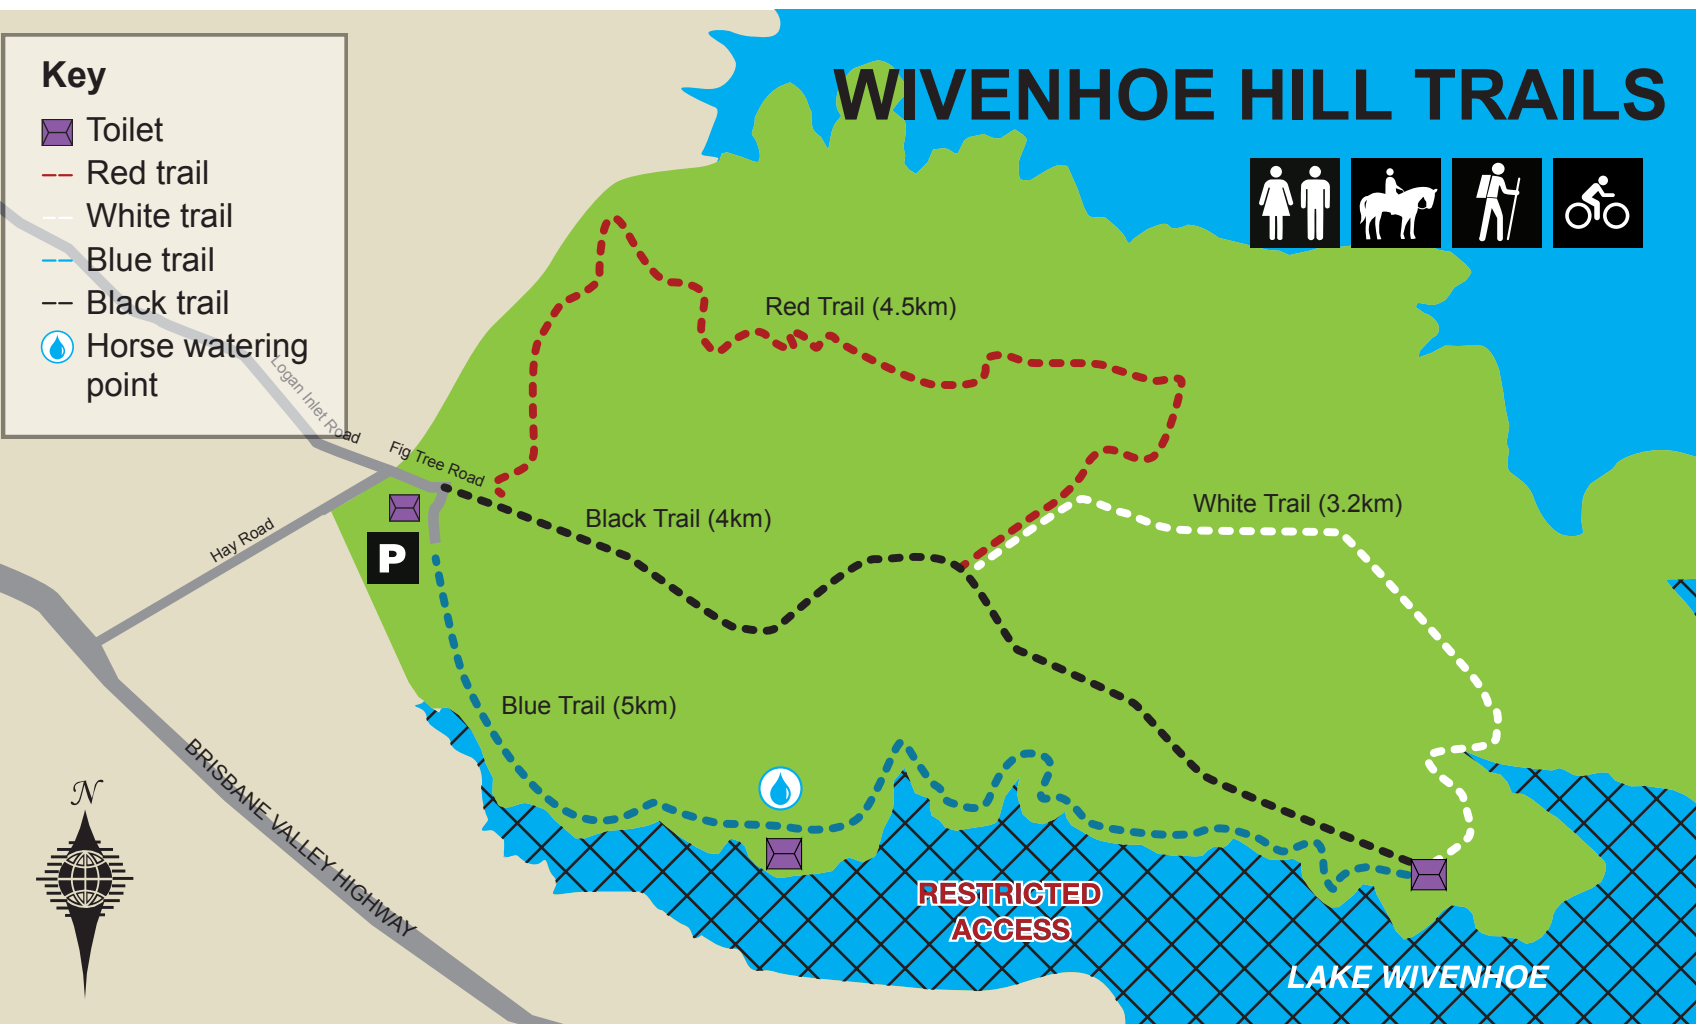 WIVENHOE HILL TRAILS
Key
Toilet
Red trail
White trail
Blue trail
Black trail
Horse watering
point
Logan Inlet Road
Fig Tree Road
Hay Road
P
Red Trail (4.5km)
Black Trail (4km)
White Trail (3.2km)
Blue Trail (5km)
BRISBANE VALLEY HIGHWAY
N
RESTRICTED
ACCESS
LAKE WIVENHOE